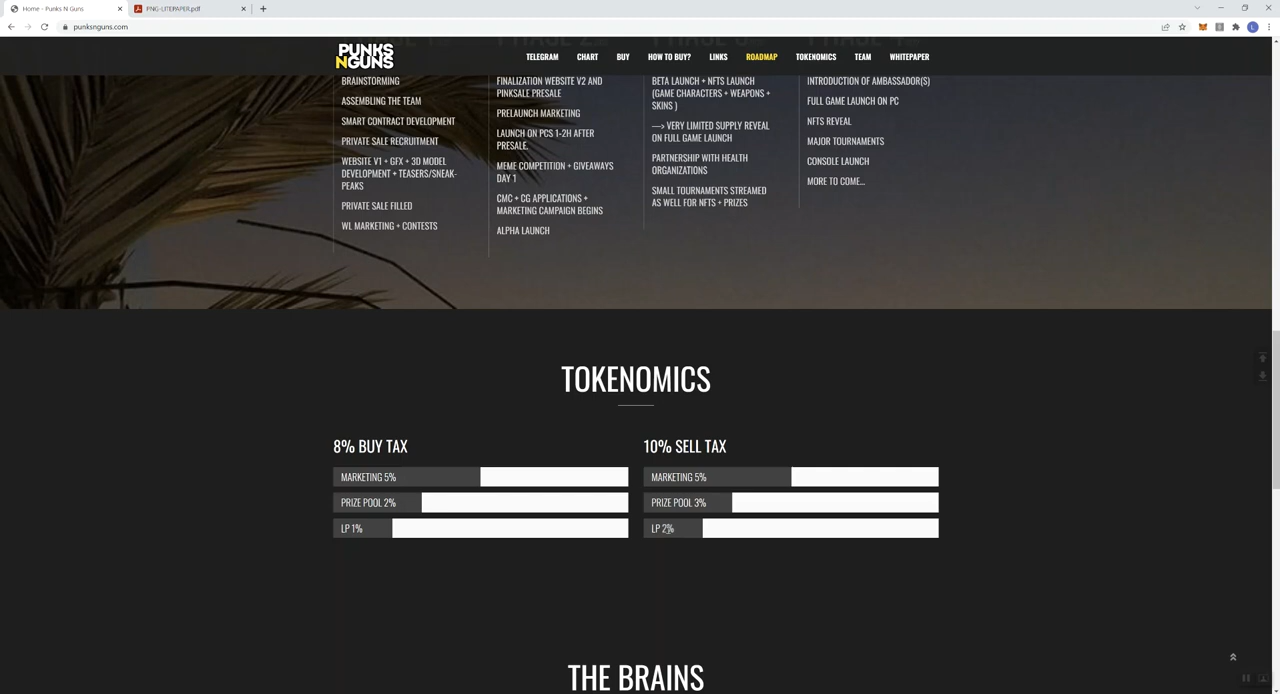 Home - Punks N Guns
PNG-LITEPAPER.pdf
punksnguns.com
L
PUNKS
NGUNS
TELEGRAM
CHART
BUY
HOW TO BUY?
LINKS
ROADMAP
TOKENOMICS
TEAM
WHITEPAPER
BRAINSTORMING
ASSEMBLING THE TEAM
SMART CONTRACT DEVELOPMENT
PRIVATE SALE RECRUITMENT
WEBSITE V1 + GFX + 3D MODEL
DEVELOPMENT + TEASERS/SNEAK-
PEAKS
PRIVATE SALE FILLED
WL MARKETING + CONTESTS
FINALIZATION WEBSITE V2 AND
PINKSALE PRESALE
PRELAUNCH MARKETING
LAUNCH ON PCS 1-2H AFTER
PRESALE.
MEME COMPETITION + GIVEAWAYS
DAY 1
CMC + CG APPLICATIONS +
MARKETING CAMPAIGN BEGINS
ALPHA LAUNCH
BETA LAUNCH + NFTS LAUNCH
(GAME CHARACTERS + WEAPONS +
SKINS )
—> VERY LIMITED SUPPLY REVEAL
ON FULL GAME LAUNCH
PARTNERSHIP WITH HEALTH
ORGANIZATIONS
SMALL TOURNAMENTS STREAMED
AS WELL FOR NFTS + PRIZES
INTRODUCTION OF AMBASSADOR(S)
FULL GAME LAUNCH ON PC
NFTS REVEAL
MAJOR TOURNAMENTS
CONSOLE LAUNCH
MORE TO COME...
TOKENOMICS
8% BUY TAX
MARKETING 5%
PRIZE POOL 2%
LP 1%
10% SELL TAX
MARKETING 5%
PRIZE POOL 3%
LP 2%
THE BRAINS